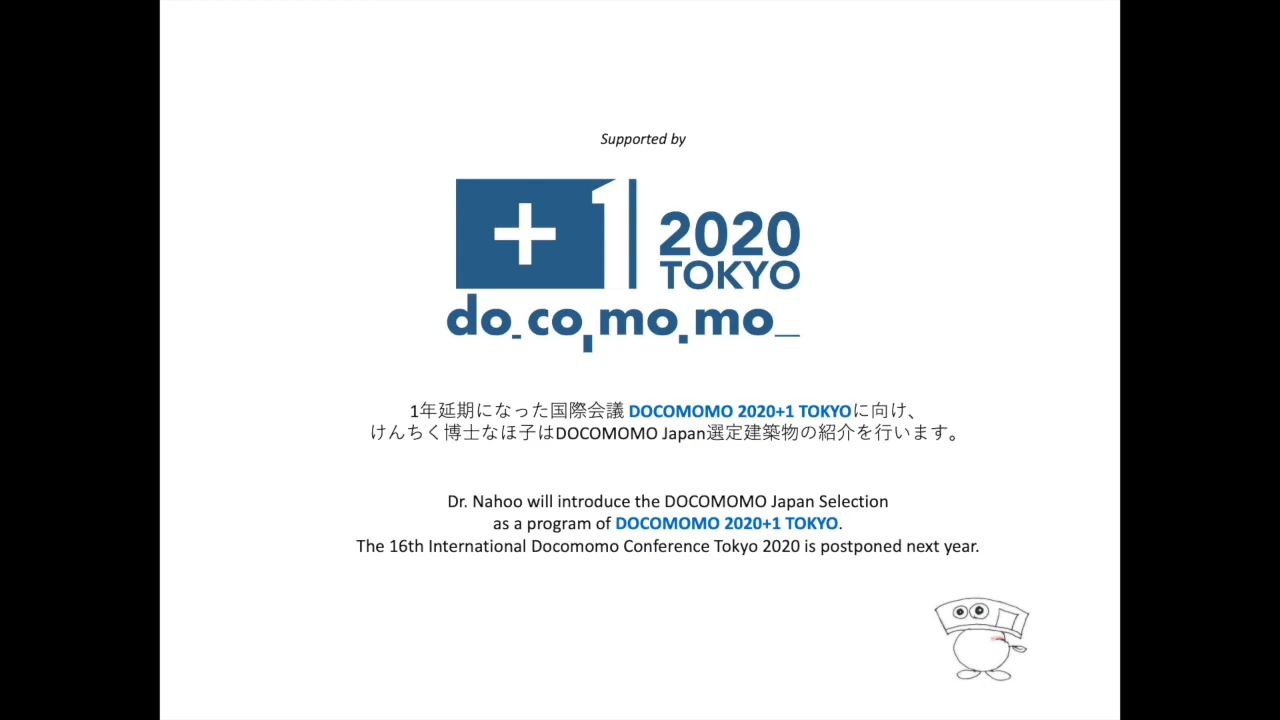 Supported by
+1
2020
TOKYO
do_co,mo.mo_
1年延期になった国際会議 DOCOMOMO 2020+1 TOKYOに向け、
けんちく博士なほ子はDOCOMOMO Japan選定建築物の紹介を行います。
Dr. Nahoo will introduce the DOCOMOMO Japan Selection
as a program of DOCOMOMO 2020+1 TOKYO.
The 16th International Docomomo Conference Tokyo 2020 is postponed next year.